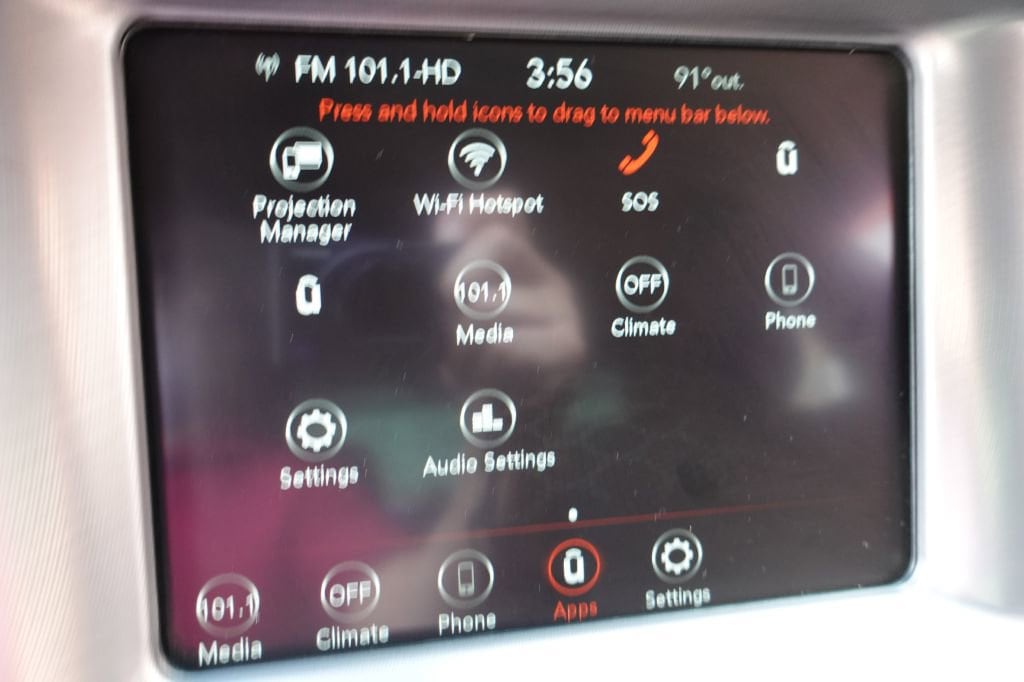 FM 101.1-HD 3:56 91° out.
Press and hold icons to drag to menu bar below.
Projection
Manager
Wi-Fi Hotspot
SOS
101.1
Media
OFF
Climate
Phone
Settings
Audio Settings
101.1
Media
OFF
Climate
Phone
Apps
Settings